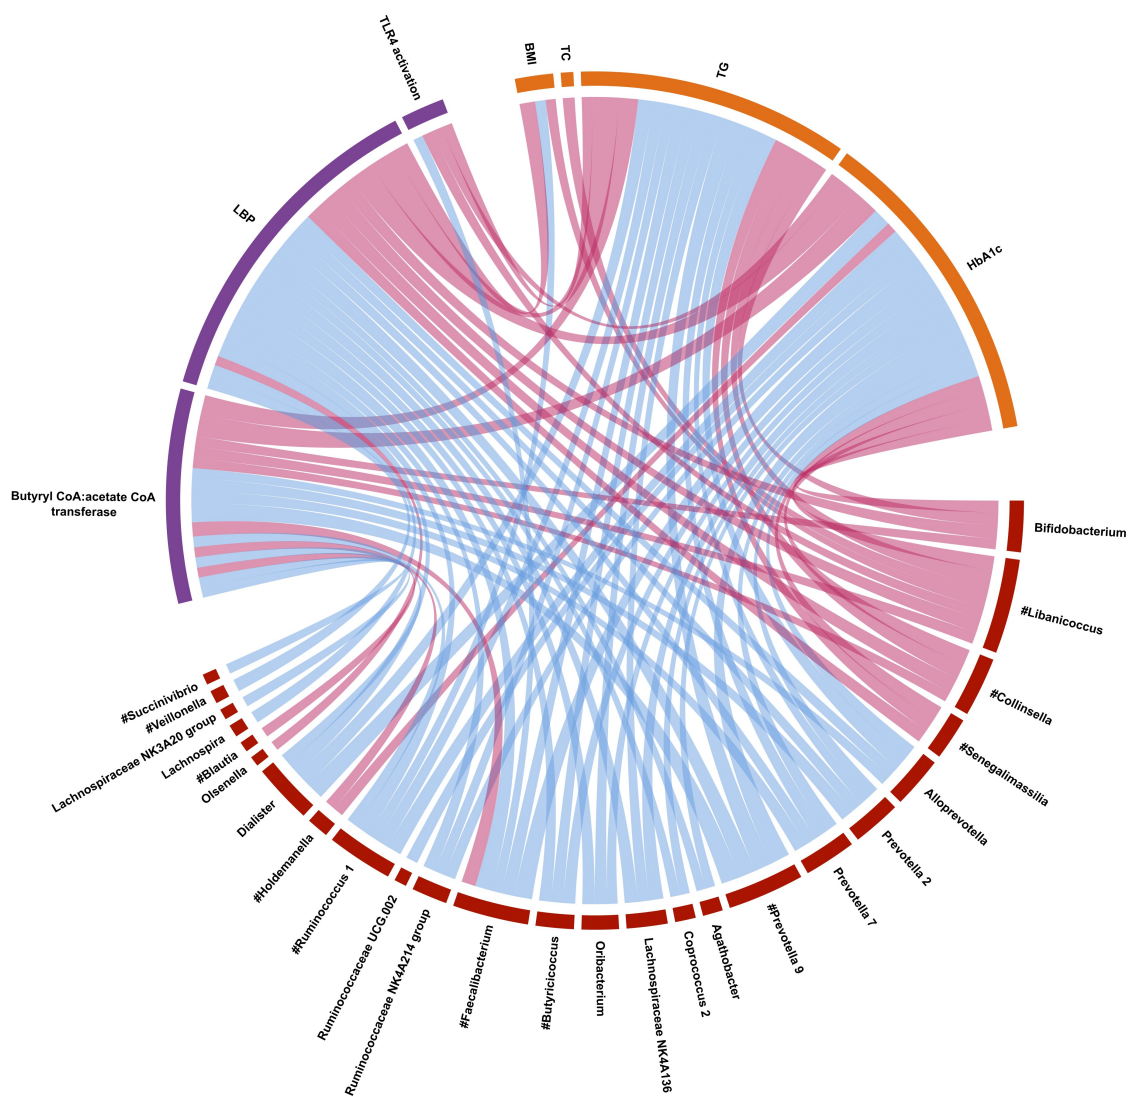 TLR4 activation
BMI
TC
TG
HbA1c
LBP
Butyryl CoA:acetate CoA
transferase
Bifidobacterium
#Libanicoccus
#Collinsella
#Senegalimassilia
Alloprevotella
Prevotella 2
Prevotella 7
#Prevotella 9
Agathobacter
Coprococcus 2
Lachnospiraceae NK4A136
Oribacterium
#Butyricicoccus
#Faecalibacterium
Ruminococcaceae NK4A214 group
Ruminococcaceae UCG.002
#Ruminococcus 1
#Holdemanella
Dialister
Olsenella
#Blautia
Lachnospira
Lachnospiraceae NK3A20 group
#Veillonella
#Succinivibrio